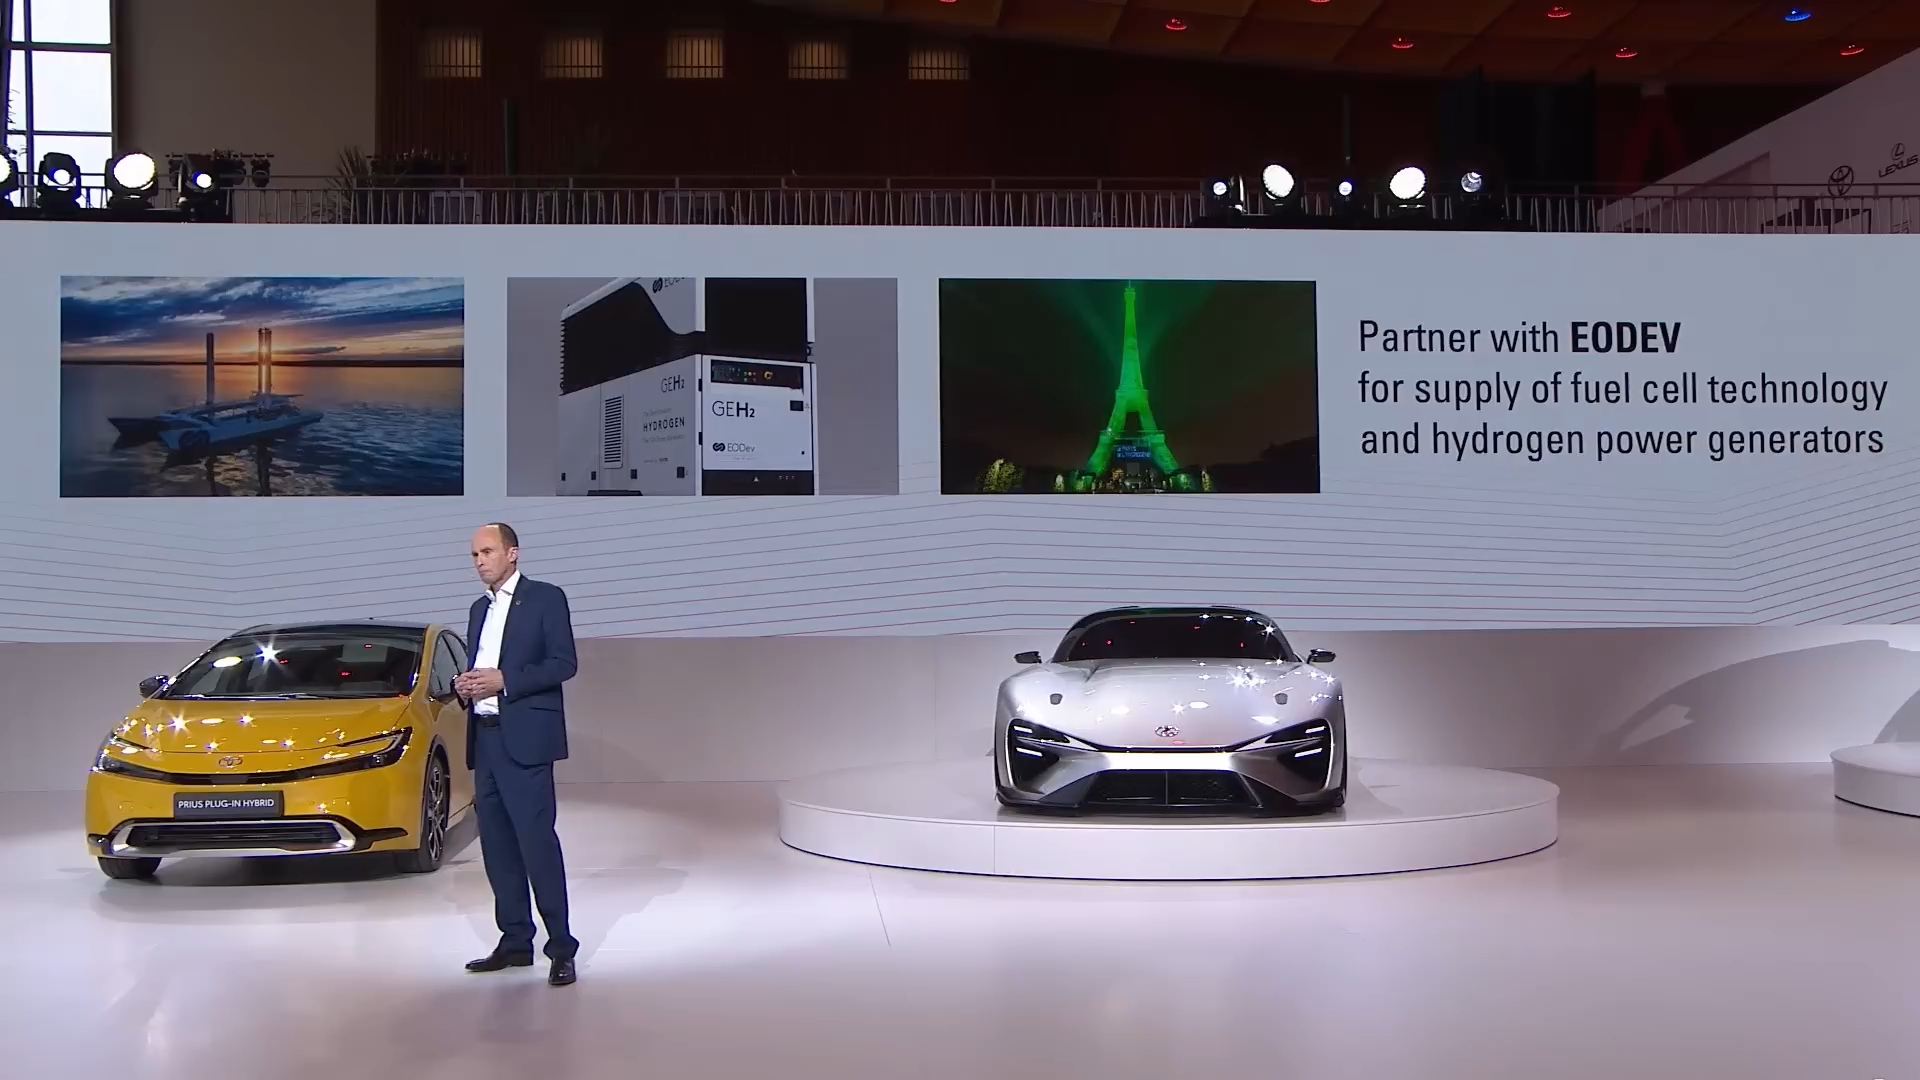 LEXUS
EODev
GEH₂
HYDROGEN
GEH₂
EODev
Partner with EODEV
for supply of fuel cell technology
and hydrogen power generators
PRIUS PLUG-IN HYBRID